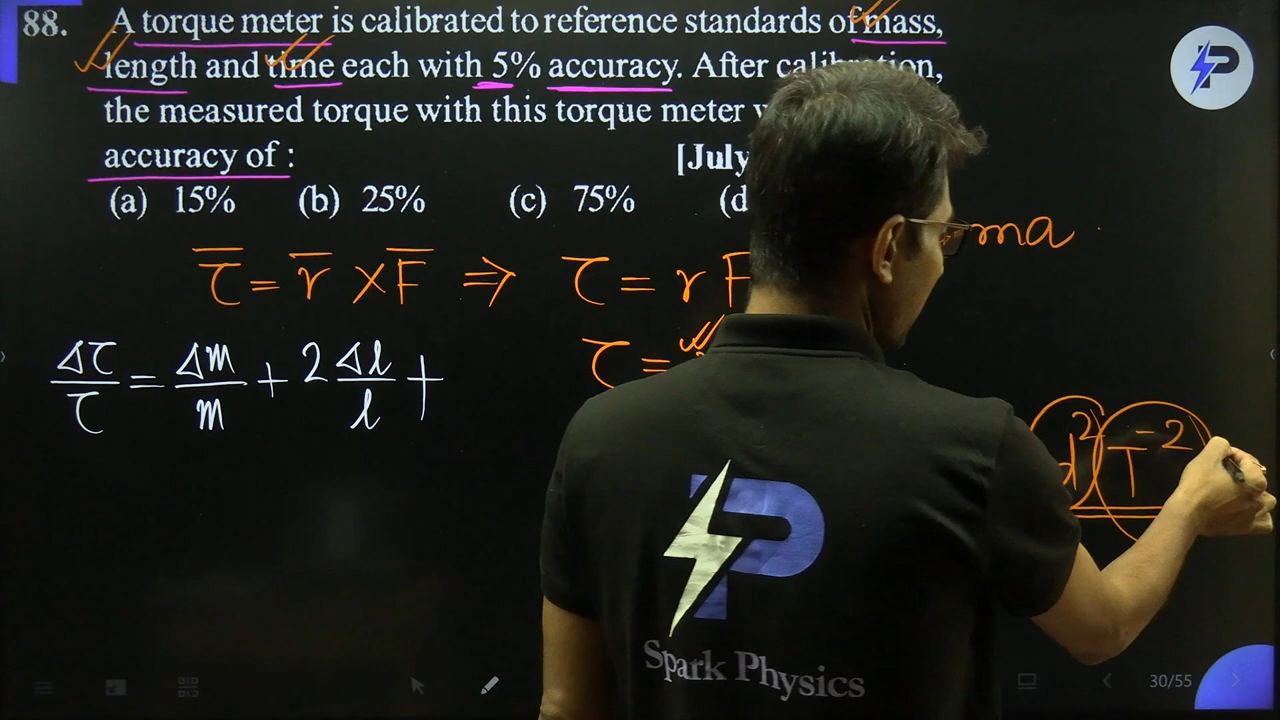 88. A torque meter is calibrated to reference standards of mass,
length and time each with 5% accuracy. After calibration,
the measured torque with this torque meter
accuracy of : [July
(a) 15% (b) 25% (c) 75% (d
ma
τ = r × F ⇒ τ = r F
Δτ/τ = Δm/m + 2 Δl/l +
τ =
d² T⁻²
P
P
Spark Physics
30/55